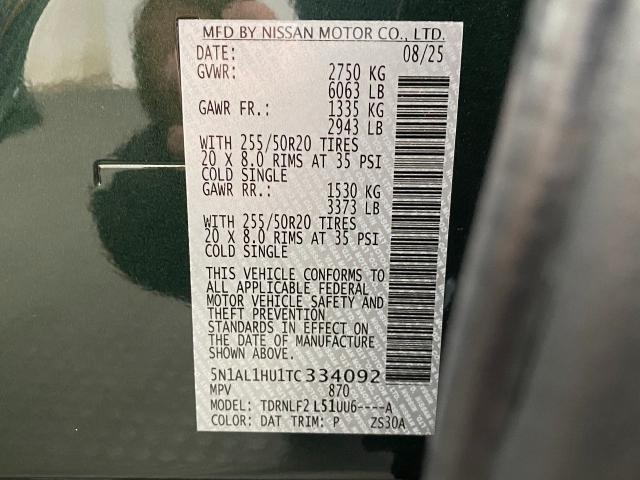 MFD BY NISSAN MOTOR CO., LTD.
DATE: 08/25
GVWR: 2750 KG
6063 LB
GAWR FR.: 1335 KG
2943 LB
WITH 255/50R20 TIRES
20 X 8.0 RIMS AT 35 PSI
COLD SINGLE
GAWR RR.: 1530 KG
3373 LB
WITH 255/50R20 TIRES
20 X 8.0 RIMS AT 35 PSI
COLD SINGLE
THIS VEHICLE CONFORMS TO
ALL APPLICABLE FEDERAL
MOTOR VEHICLE SAFETY AND
THEFT PREVENTION
STANDARDS IN EFFECT ON
THE DATE OF MANUFACTURE
SHOWN ABOVE.
5N1AL1HU1TC334092
MPV 870
MODEL: TDRNLF2 L51UU6----A
COLOR: DAT TRIM: P ZS30A